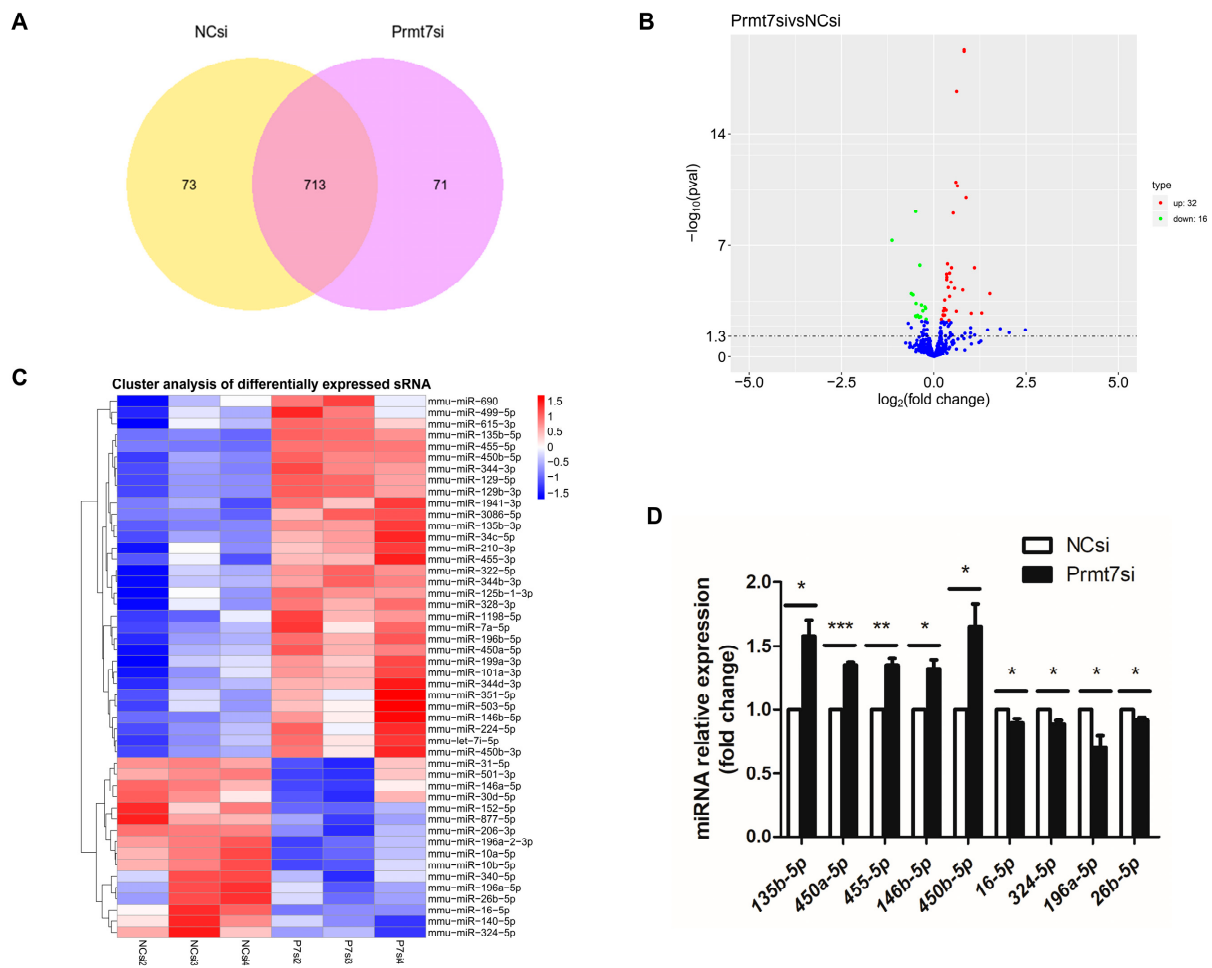 A
NCsi
Prmt7si
73
713
71
B
Prmt7sivsNCsi
14
7
1.3
0
−log10(pval)
−5.0
−2.5
0.0
2.5
5.0
log2(fold change)
type
up: 32
down: 16
C
Cluster analysis of differentially expressed sRNA
mmu−miR−690
mmu−miR−499−5p
mmu−miR−615−3p
mmu−miR−135b−5p
mmu−miR−455−5p
mmu−miR−450b−5p
mmu−miR−344−3p
mmu−miR−129−5p
mmu−miR−129b−3p
mmu−miR−1941−3p
mmu−miR−3086−5p
mmu−miR−135b−3p
mmu−miR−34c−5p
mmu−miR−210−3p
mmu−miR−455−3p
mmu−miR−322−5p
mmu−miR−344b−3p
mmu−miR−125b−1−3p
mmu−miR−328−3p
mmu−miR−1198−5p
mmu−miR−7a−5p
mmu−miR−196b−5p
mmu−miR−450a−5p
mmu−miR−199a−3p
mmu−miR−101a−3p
mmu−miR−344d−3p
mmu−miR−351−5p
mmu−miR−503−5p
mmu−miR−146b−5p
mmu−miR−224−5p
mmu−let−7i−5p
mmu−miR−450b−3p
mmu−miR−31−5p
mmu−miR−501−3p
mmu−miR−146a−5p
mmu−miR−30d−5p
mmu−miR−152−5p
mmu−miR−877−5p
mmu−miR−206−3p
mmu−miR−196a−2−3p
mmu−miR−10a−5p
mmu−miR−10b−5p
mmu−miR−340−5p
mmu−miR−196a−5p
mmu−miR−26b−5p
mmu−miR−16−5p
mmu−miR−140−5p
mmu−miR−324−5p
NCsi2
NCsi3
NCsi4
P7si2
P7si3
P7si4
1.5
1
0.5
0
−0.5
−1
−1.5
D
NCsi
Prmt7si
miRNA relative expression
(fold change)
2.0
1.5
1.0
0.5
0.0
*
***
**
*
*
*
*
*
*
135b-5p
450a-5p
455-5p
146b-5p
450b-5p
16-5p
324-5p
196a-5p
26b-5p